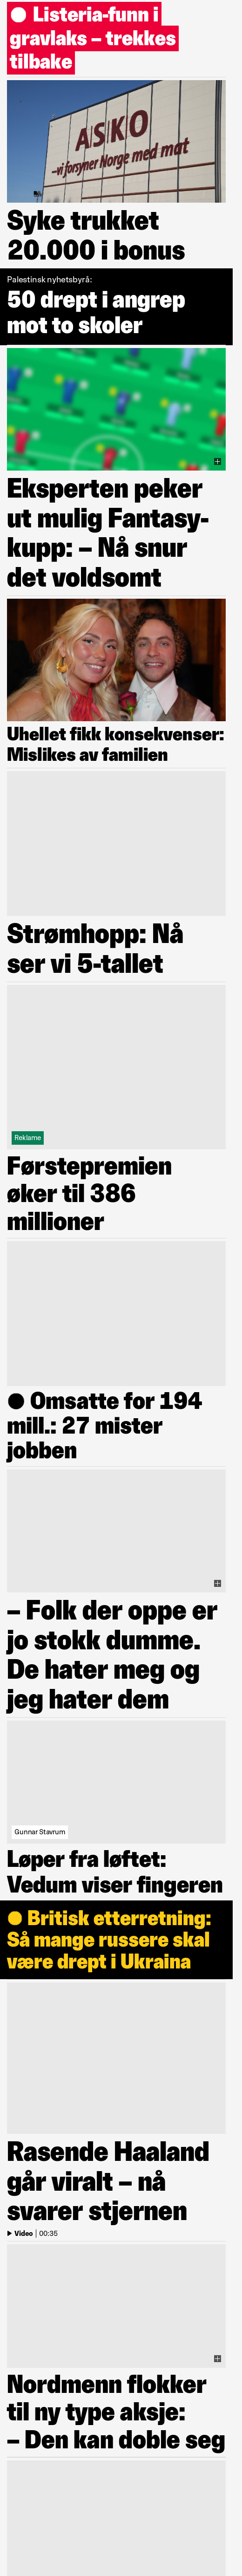 Listeria-funn i
gravlaks – trekkes
tilbake
ASKO
–vi forsyner Norge med mat
Syke trukket
20.000 i bonus
Palestinsk nyhetsbyrå:
50 drept i angrep
mot to skoler
Eksperten peker
ut mulig Fantasy-
kupp: – Nå snur
det voldsomt
Uhellet fikk konsekvenser:
Mislikes av familien
Strømhopp: Nå
ser vi 5-tallet
Reklame
Førstepremien
øker til 386
millioner
Omsatte for 194
mill.: 27 mister
jobben
– Folk der oppe er
jo stokk dumme.
De hater meg og
jeg hater dem
Gunnar Stavrum
Løper fra løftet:
Vedum viser fingeren
Britisk etterretning:
Så mange russere skal
være drept i Ukraina
Rasende Haaland
går viralt – nå
svarer stjernen
Video | 00:35
Nordmenn flokker
til ny type aksje:
– Den kan doble seg